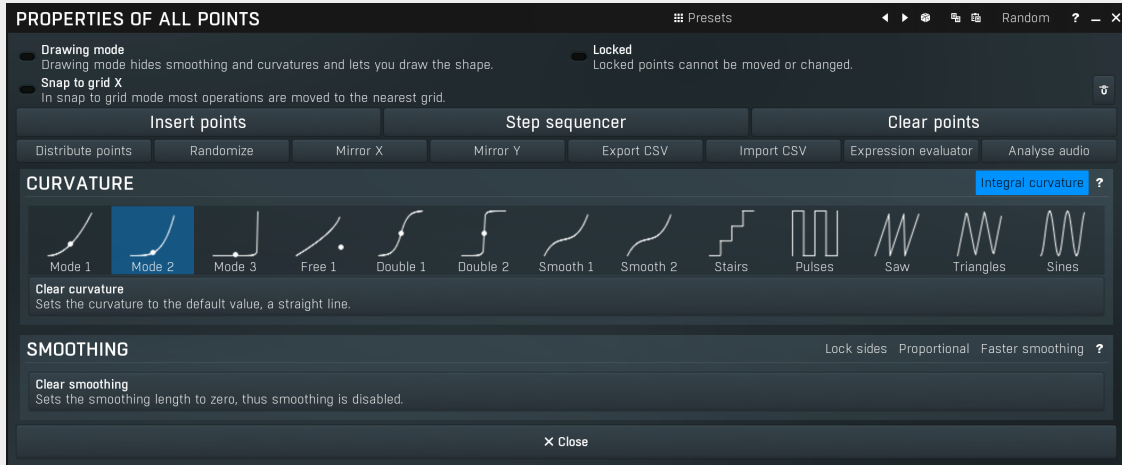 PROPERTIES OF ALL POINTS Presets Random ?
Drawing mode
Drawing mode hides smoothing and curvatures and lets you draw the shape.
Locked
Locked points cannot be moved or changed.
Snap to grid X
In snap to grid mode most operations are moved to the nearest grid.
Insert points Step sequencer Clear points
Distribute points Randomize Mirror X Mirror Y Export CSV Import CSV Expression evaluator Analyse audio
CURVATURE Integral curvature ?
Mode 1 Mode 2 Mode 3 Free 1 Double 1 Double 2 Smooth 1 Smooth 2 Stairs Pulses Saw Triangles Sines
Clear curvature
Sets the curvature to the default value, a straight line.
SMOOTHING Lock sides Proportional Faster smoothing ?
Clear smoothing
Sets the smoothing length to zero, thus smoothing is disabled.
Close